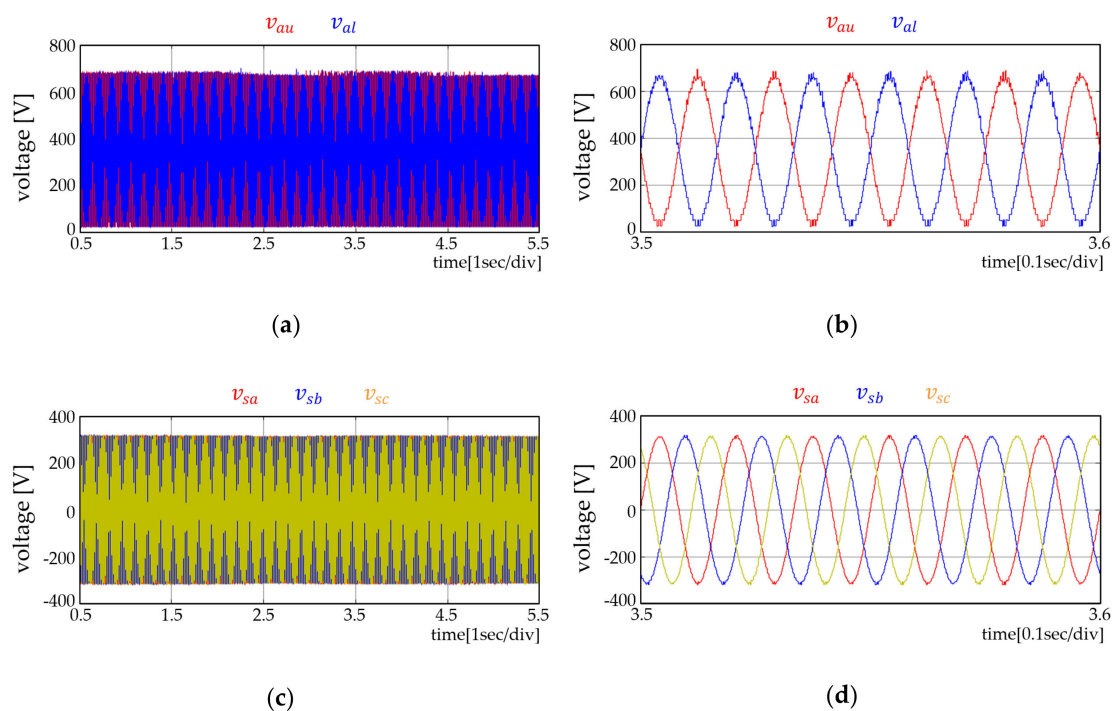 v_au v_al
800
600
400
200
0
voltage [V]
0.5 1.5 2.5 3.5 4.5 5.5
time[1sec/div]
(a)
v_au v_al
800
600
400
200
0
voltage [V]
3.5 3.6
time[0.1sec/div]
(b)
v_sa v_sb v_sc
400
200
0
-200
-400
voltage [V]
0.5 1.5 2.5 3.5 4.5 5.5
time[1sec/div]
(c)
v_sa v_sb v_sc
400
200
0
-200
-400
voltage [V]
3.5 3.6
time[0.1sec/div]
(d)